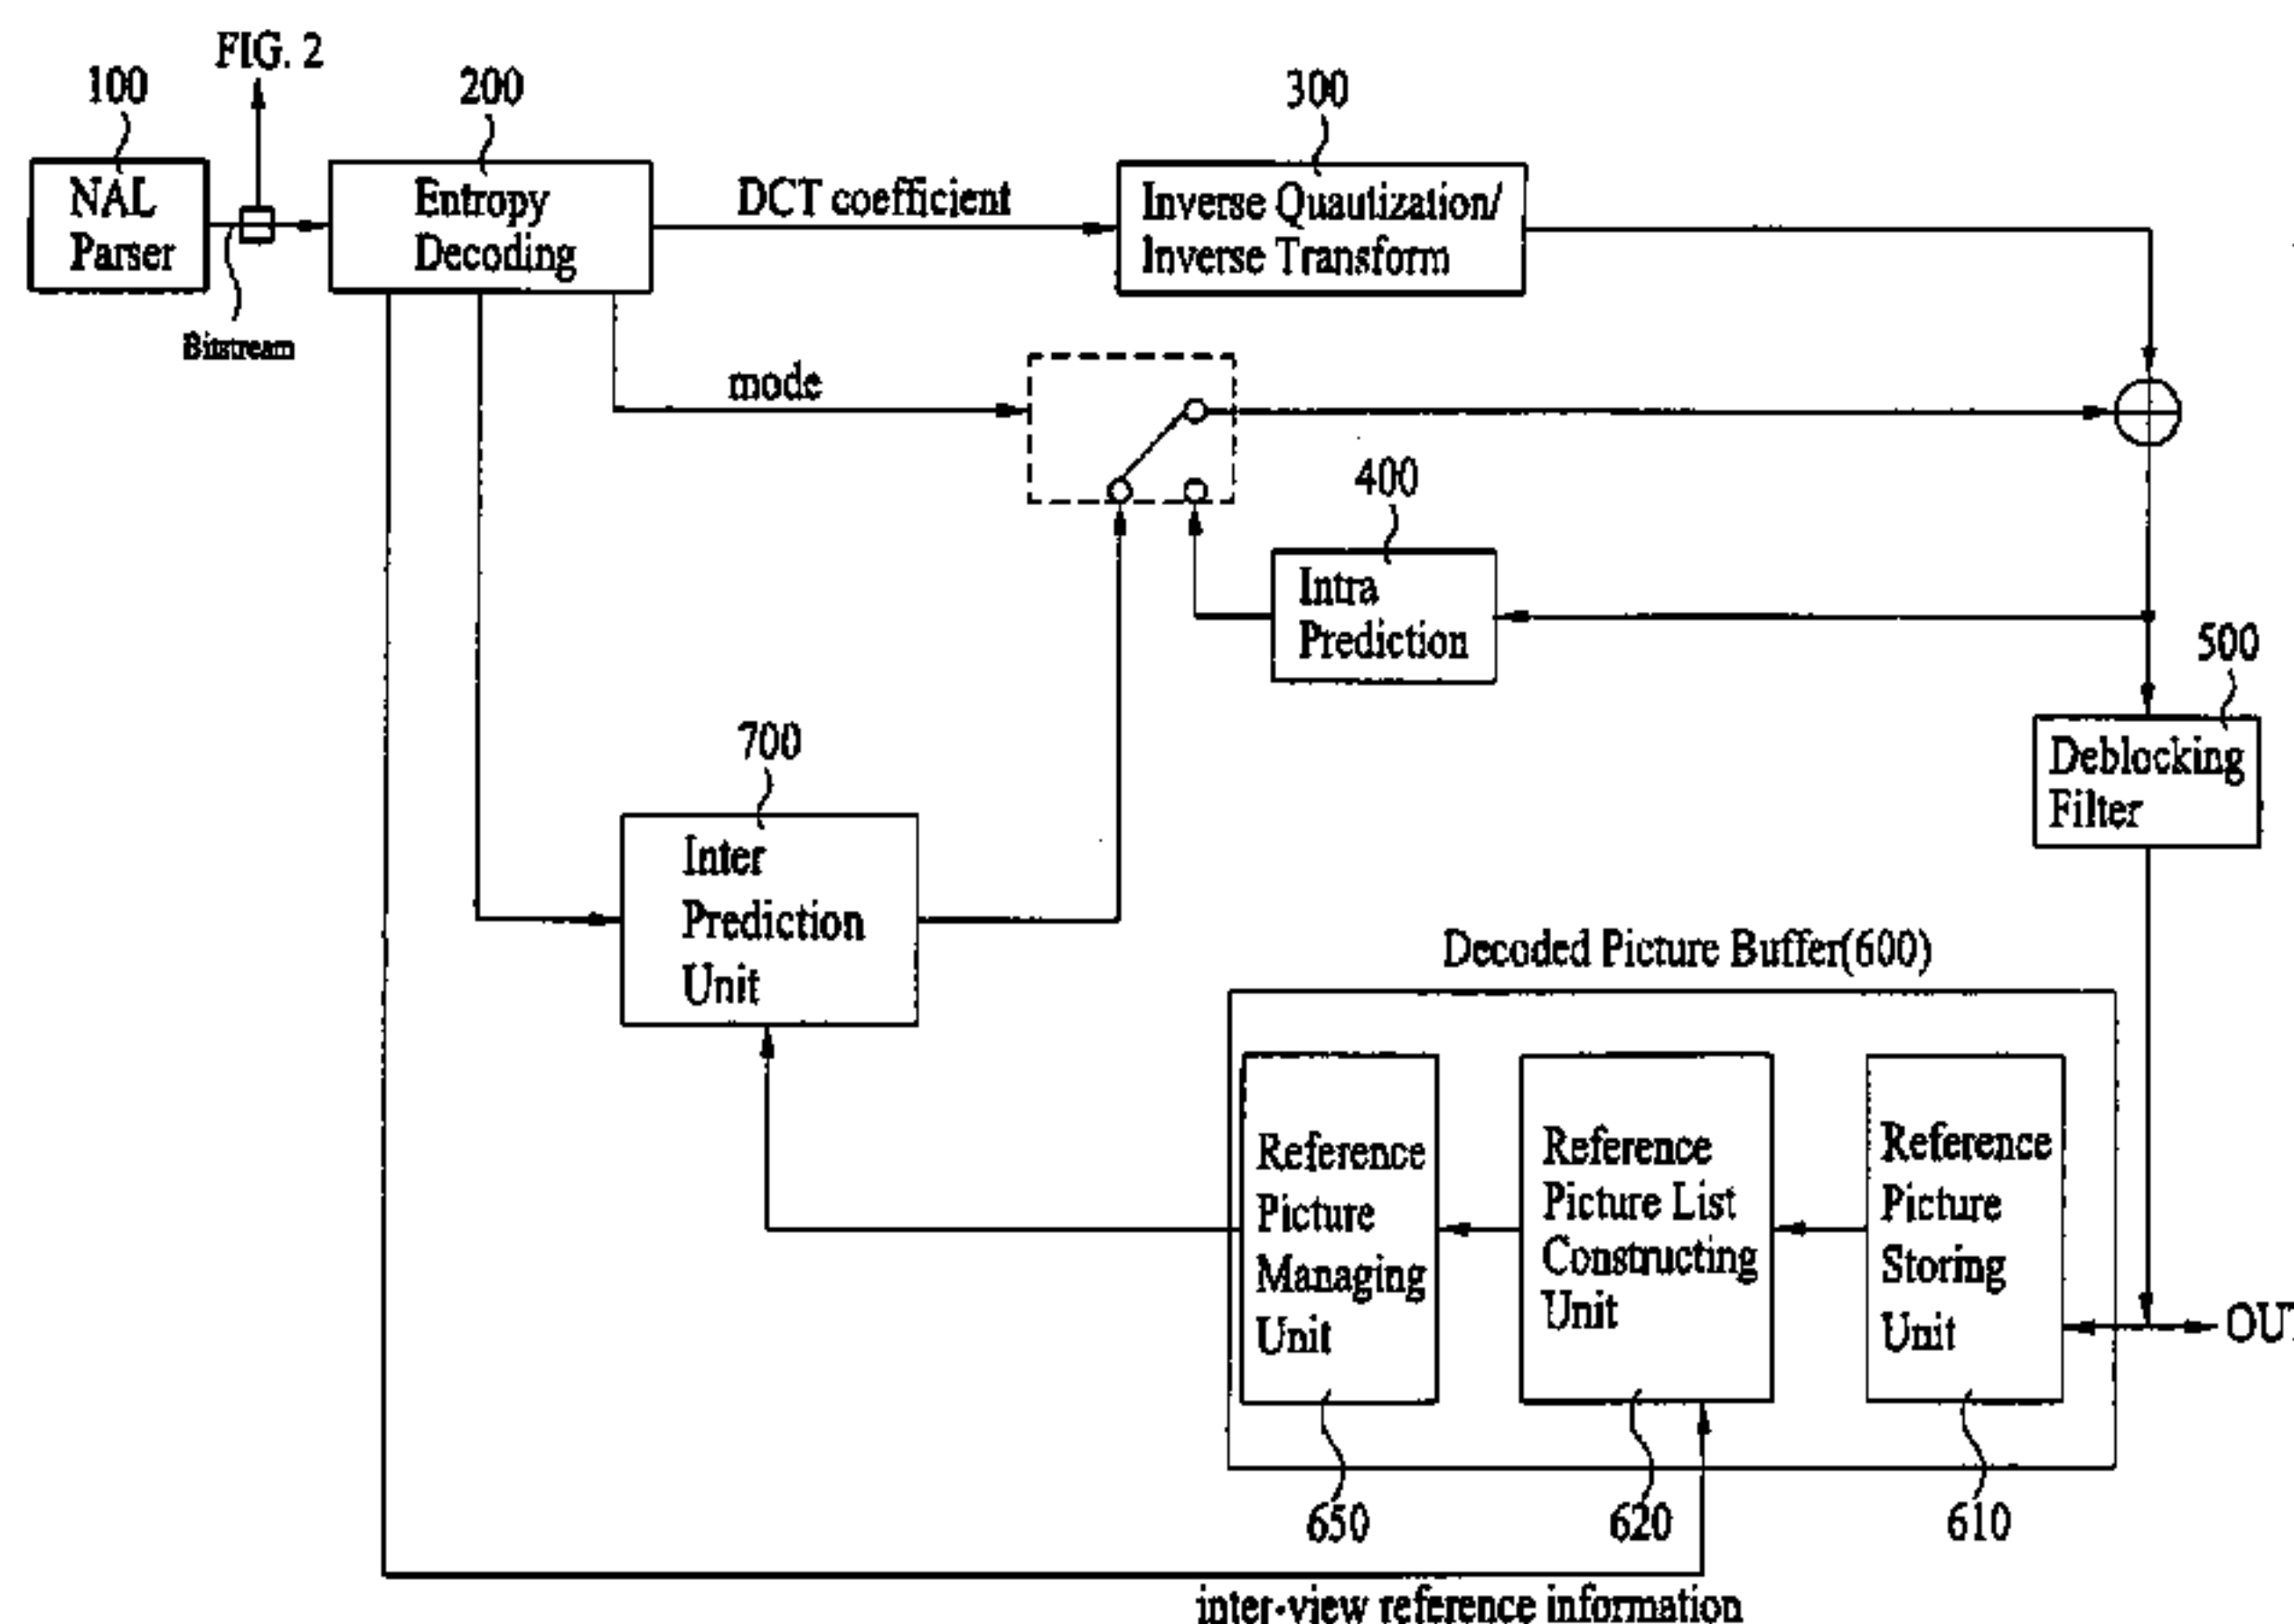 FIG. 2
100
200
300
NAL
Parser
Entropy
Decoding
DCT coefficient
Inverse Quautization/
Inverse Transform
Bitstream
mode
400
Intra
Prediction
500
Deblocking
Filter
700
Inter
Prediction
Unit
Decoded Picture Buffer(600)
Reference
Picture
Managing
Unit
Reference
Picture List
Constructing
Unit
Reference
Picture
Storing
Unit
OUT
650
620
610
inter-view reference information